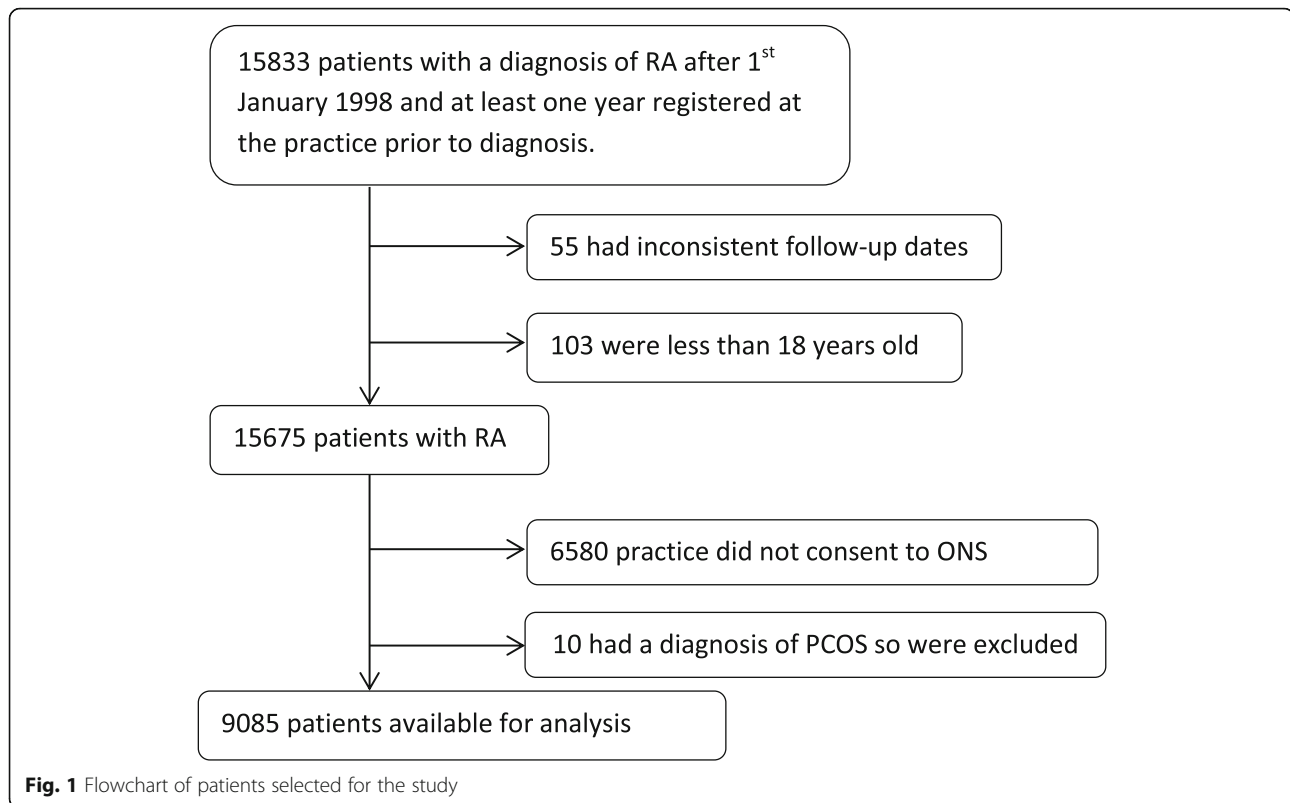 15833 patients with a diagnosis of RA after 1st
January 1998 and at least one year registered at
the practice prior to diagnosis.
55 had inconsistent follow-up dates
103 were less than 18 years old
15675 patients with RA
6580 practice did not consent to ONS
10 had a diagnosis of PCOS so were excluded
9085 patients available for analysis
Fig. 1 Flowchart of patients selected for the study